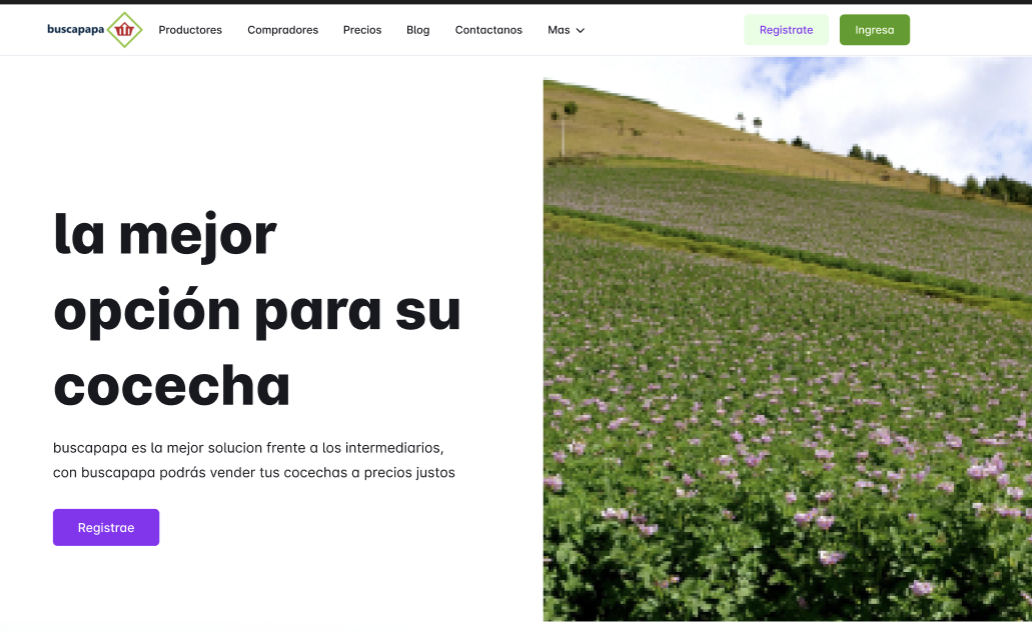 buscapapa
Productores
Compradores
Precios
Blog
Contactanos
Mas
Registrate
Ingresa
la mejor
opción para su
cocecha
buscapapa es la mejor solucion frente a los intermediarios,
con buscapapa podrás vender tus cocechas a precios justos
Registrae